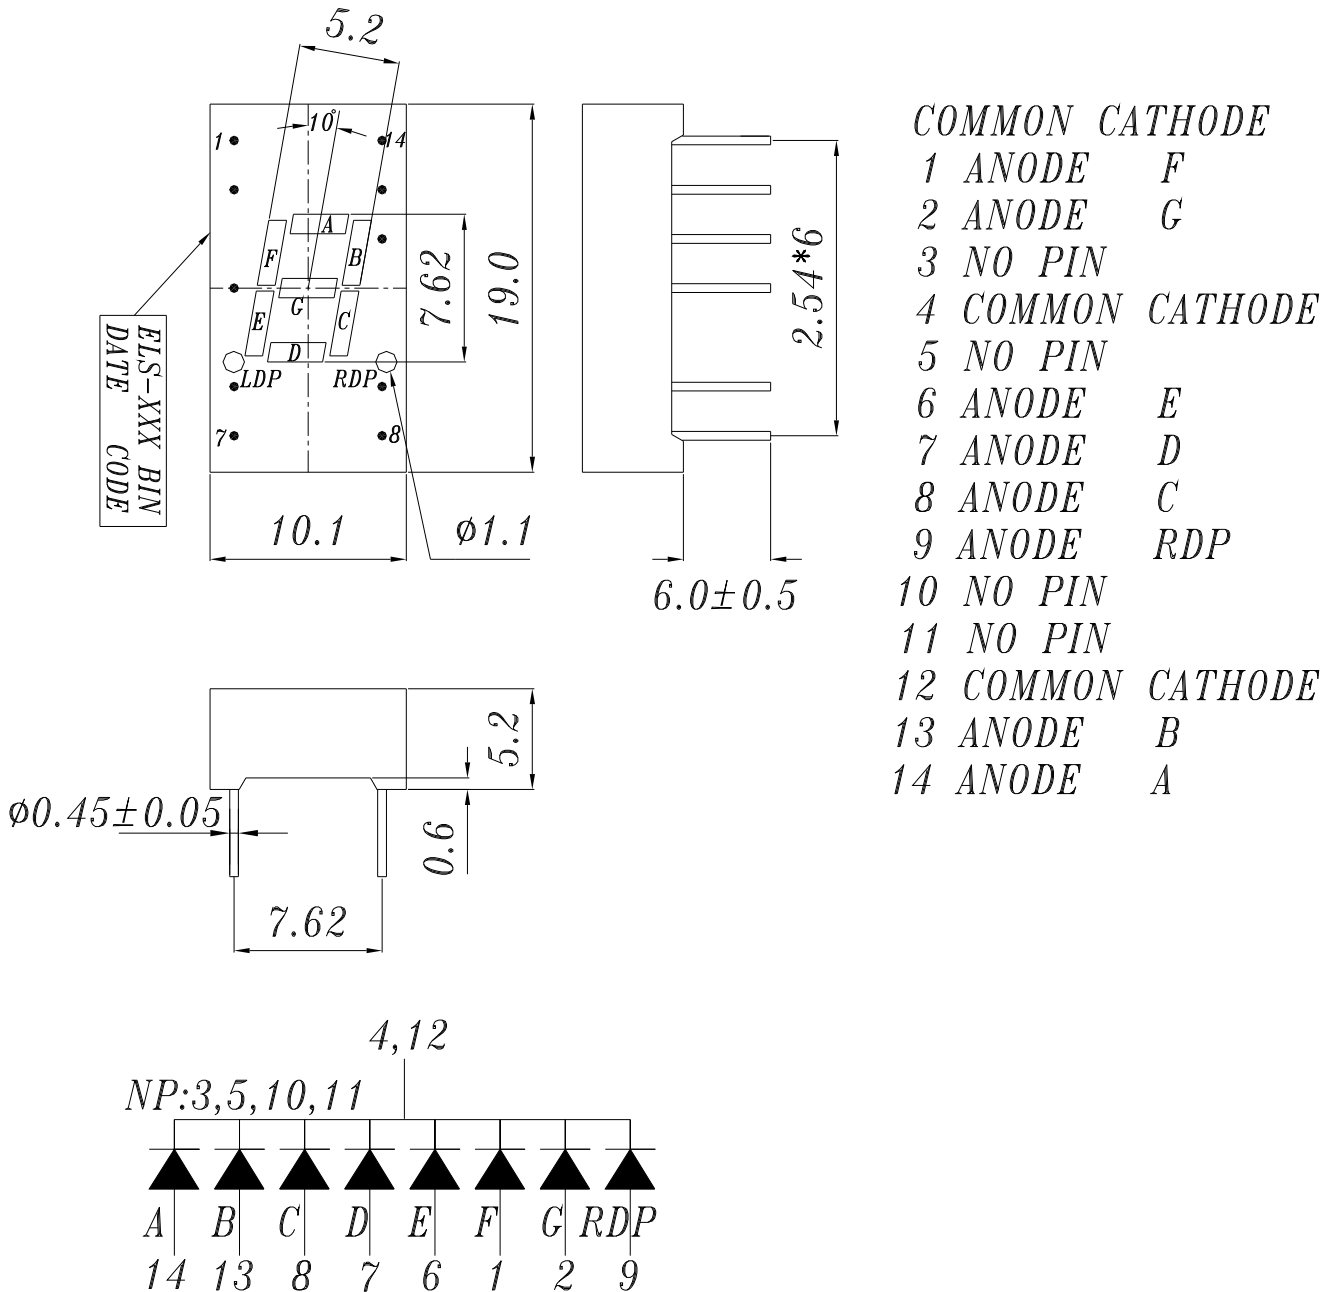 5.2
10°
1
14
A
F
B
G
E
C
D
LDP
RDP
7
8
7.62
19.0
ELS-XXX BIN
DATE CODE
10.1
ϕ1.1
2.54*6
6.0±0.5
COMMON CATHODE
1 ANODE F
2 ANODE G
3 NO PIN
4 COMMON CATHODE
5 NO PIN
6 ANODE E
7 ANODE D
8 ANODE C
9 ANODE RDP
10 NO PIN
11 NO PIN
12 COMMON CATHODE
13 ANODE B
14 ANODE A
5.2
ϕ0.45±0.05
0.6
7.62
4,12
NP:3,5,10,11
A B C D E F G RDP
14 13 8 7 6 1 2 9